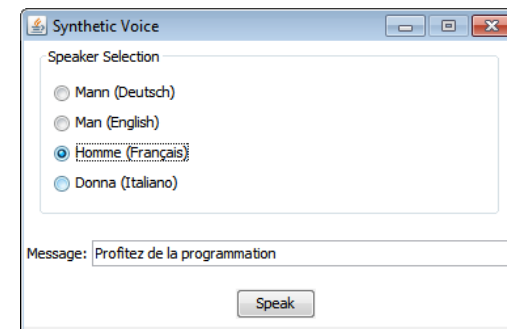 Synthetic Voice
Speaker Selection
Mann (Deutsch)
Man (English)
Homme (Français)
Donna (Italiano)
Message: Profitez de la programmation
Speak